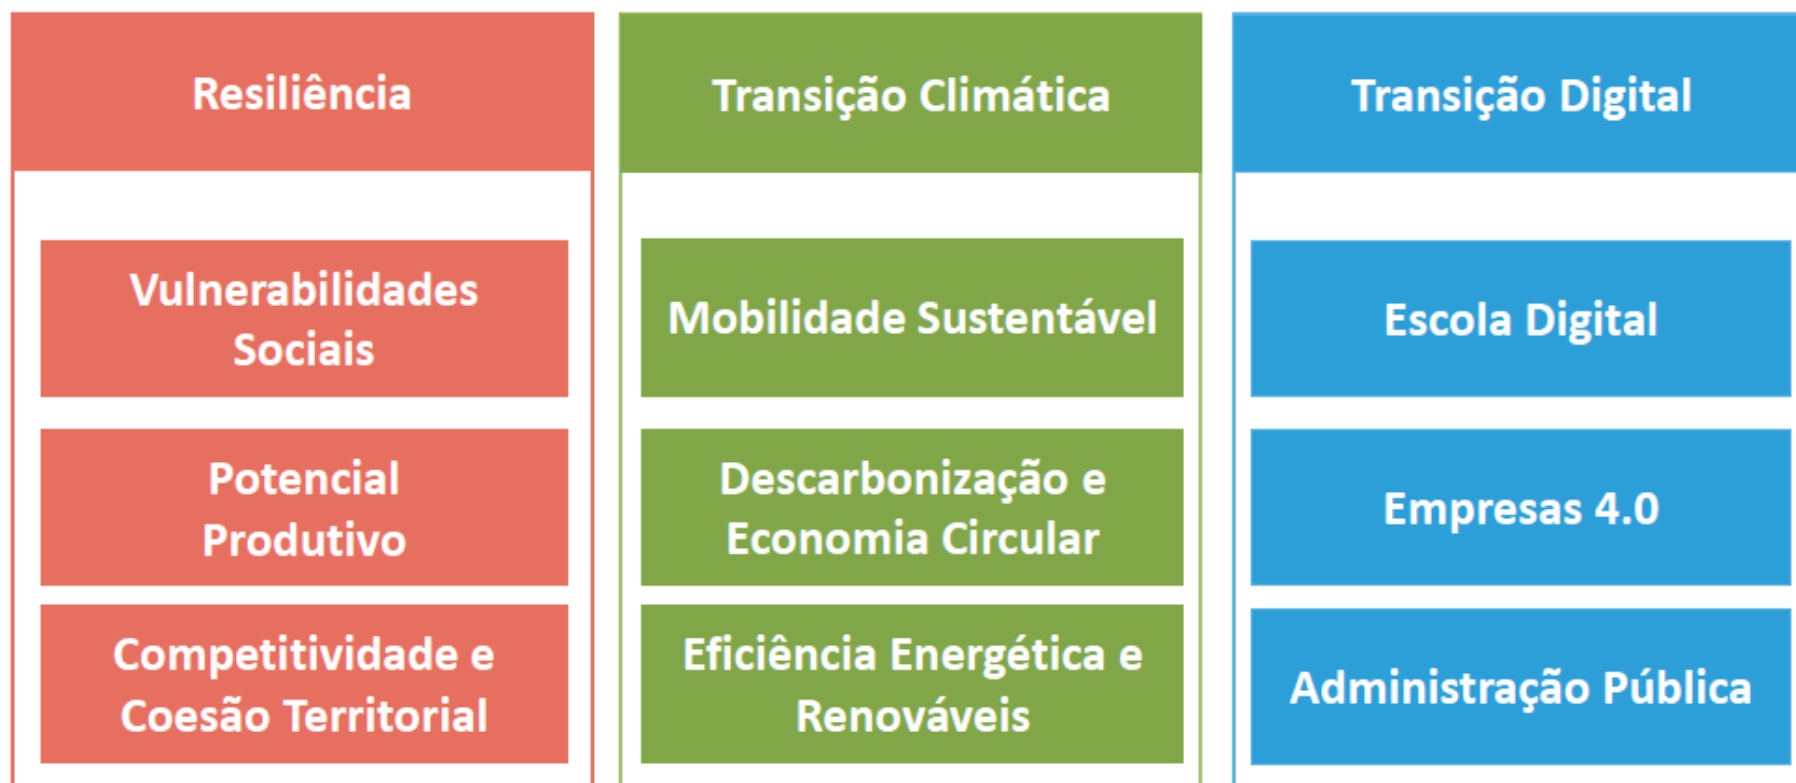 Resiliência
Vulnerabilidades
Sociais
Potencial
Produtivo
Competitividade e
Coesão Territorial
Transição Climática
Mobilidade Sustentável
Descarbonização e
Economia Circular
Eficiência Energética e
Renováveis
Transição Digital
Escola Digital
Empresas 4.0
Administração Pública